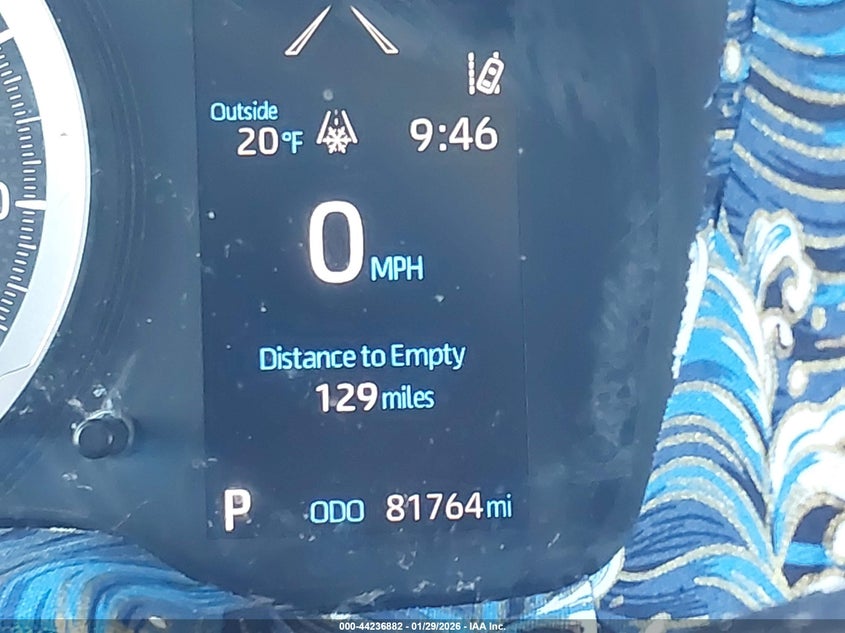 Outside
20°F
9:46
0 MPH
Distance to Empty
129 miles
P ODO 81764 mi
000-44236882 - 01/29/2026 - IAA Inc.